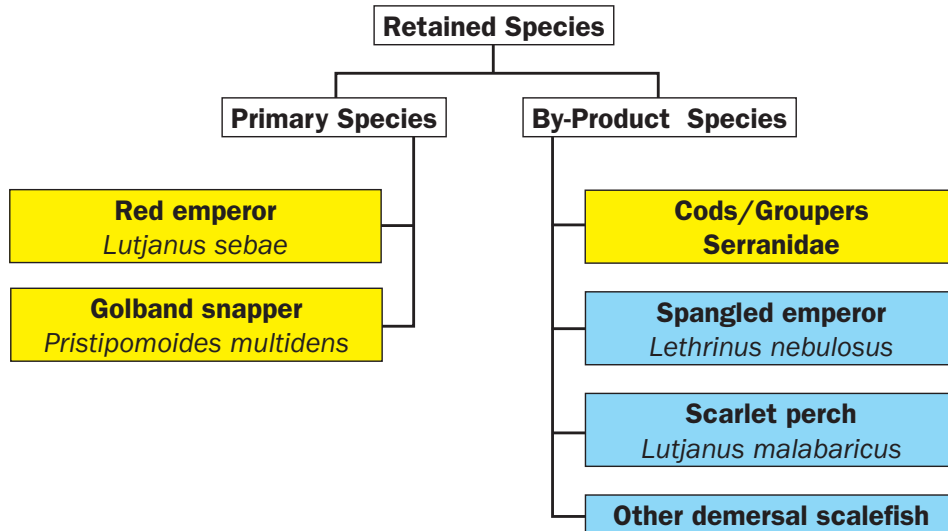 Retained Species
Primary Species
By-Product Species
Red emperor
Lutjanus sebae
Golband snapper
Pristipomoides multidens
Cods/Groupers
Serranidae
Spangled emperor
Lethrinus nebulosus
Scarlet perch
Lutjanus malabaricus
Other demersal scalefish